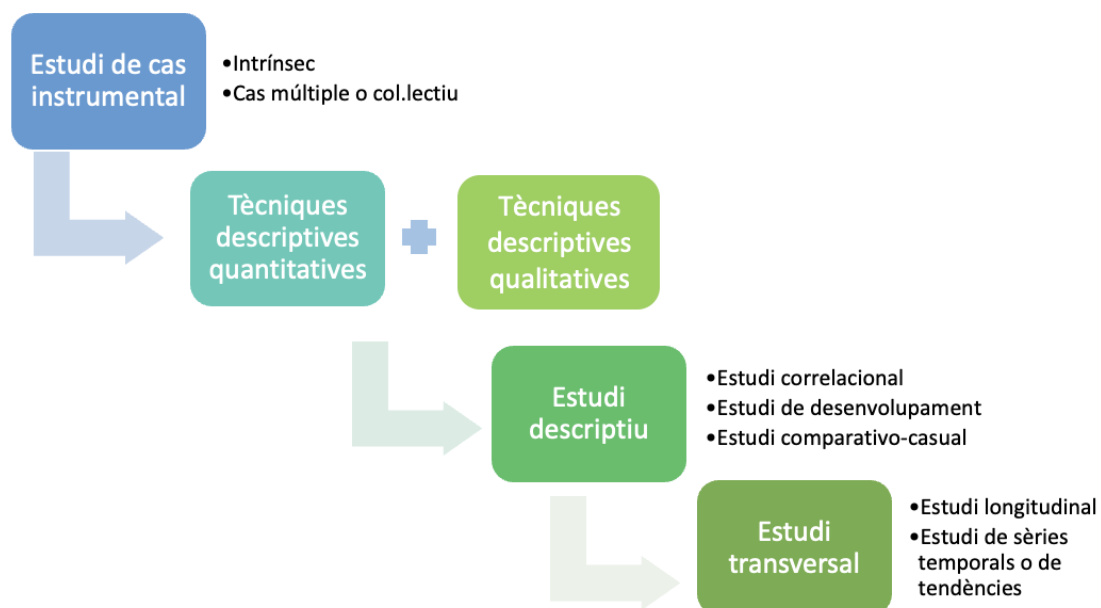 Estudi de cas
instrumental
•Intrínsec
•Cas múltiple o col.lectiu
Tècniques
descriptives
quantitatives
Tècniques
descriptives
qualitatives
Estudi
descriptiu
•Estudi correlacional
•Estudi de desenvolupament
•Estudi comparativo-casual
Estudi
transversal
•Estudi longitudinal
•Estudi de sèries
temporals o de
tendències